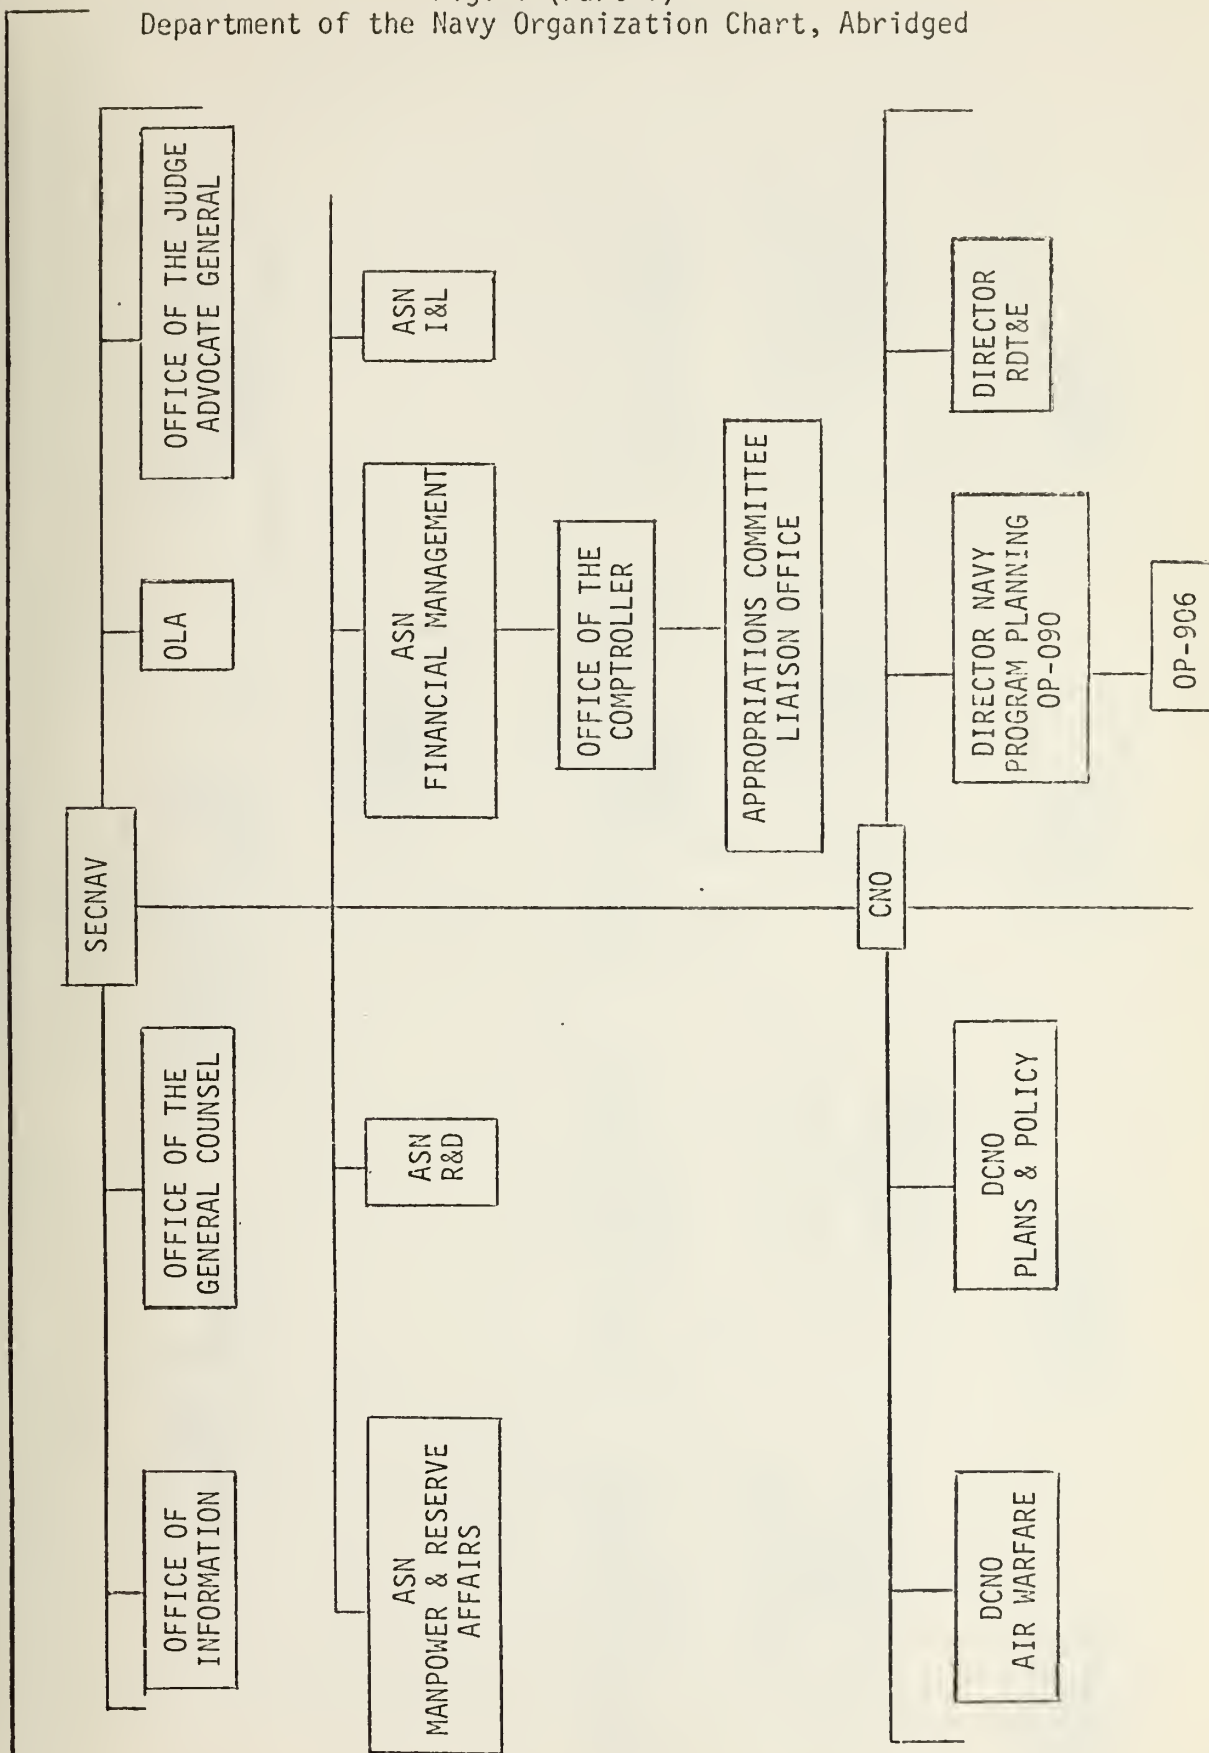 Department of the Navy Organization Chart, Abridged
SECNAV
OFFICE OF
INFORMATION
OFFICE OF THE
GENERAL COUNSEL
OLA
OFFICE OF THE JUDGE
ADVOCATE GENERAL
ASN
MANPOWER & RESERVE
AFFAIRS
ASN
R&D
ASN
FINANCIAL MANAGEMENT
ASN
I&L
OFFICE OF THE
COMPTROLLER
APPROPRIATIONS COMMITTEE
LIAISON OFFICE
CNO
DCNO
AIR WARFARE
DCNO
PLANS & POLICY
DIRECTOR NAVY
PROGRAM PLANNING
OP-090
DIRECTOR
RDT&E
OP-906